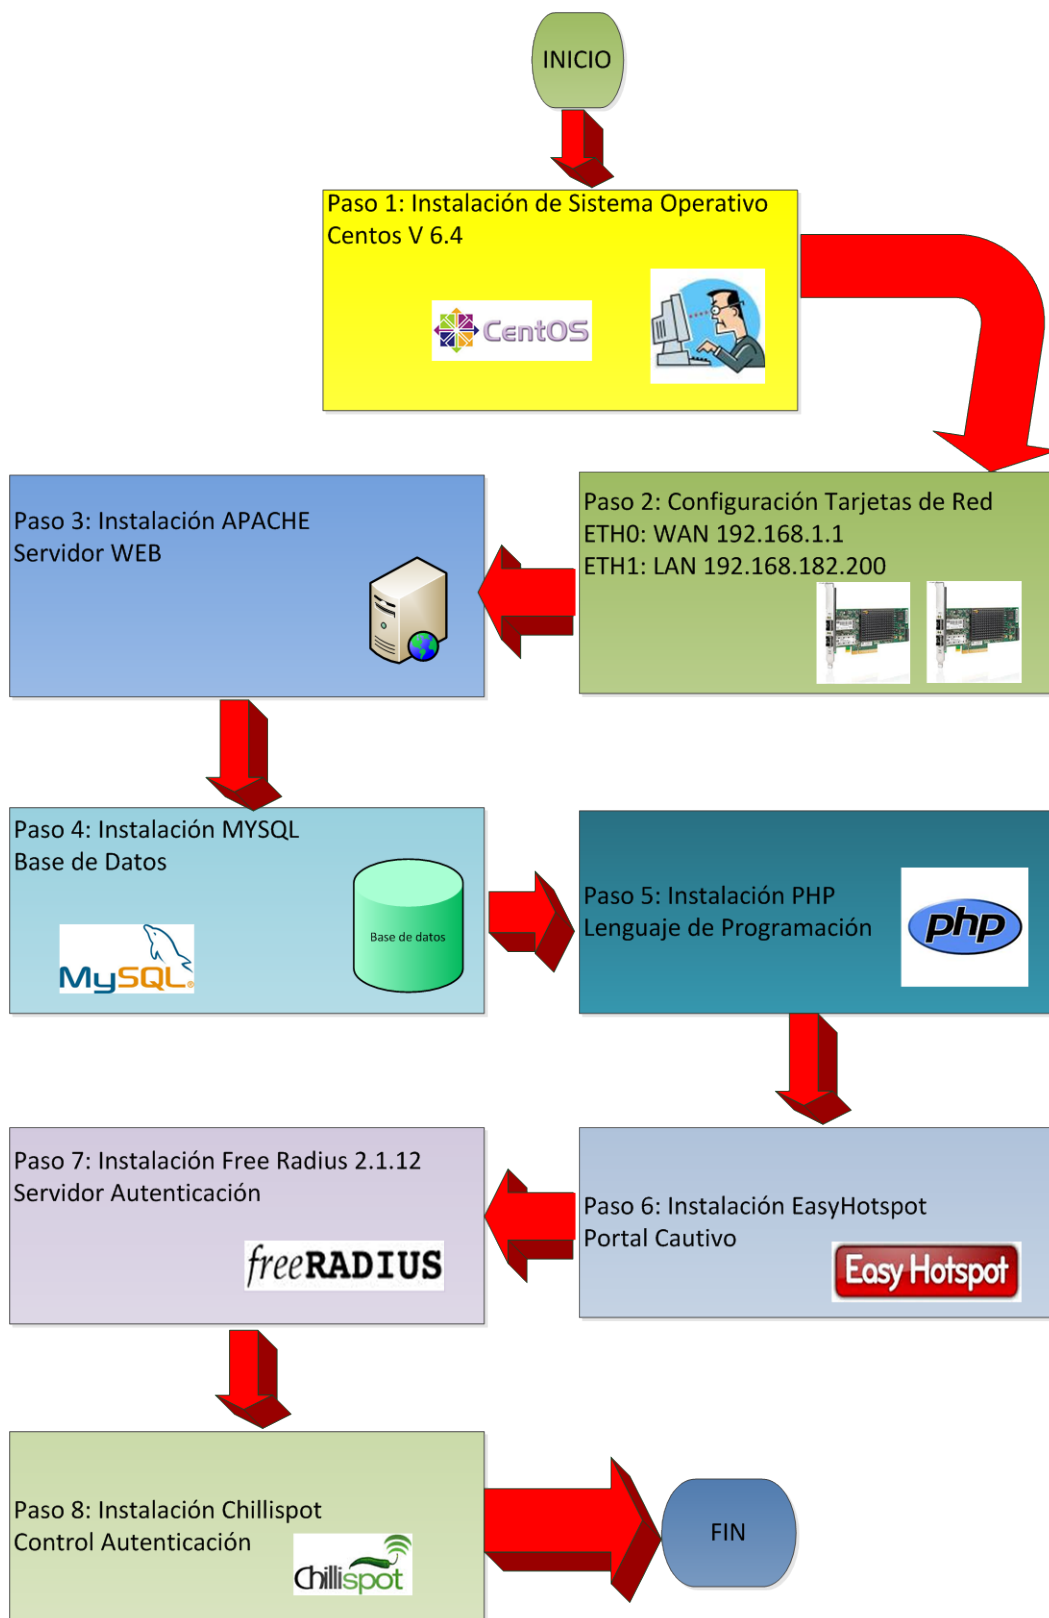 INICIO
Paso 1: Instalación de Sistema Operativo
Centos V 6.4
CentOS
Paso 2: Configuración Tarjetas de Red
ETH0: WAN 192.168.1.1
ETH1: LAN 192.168.182.200
Paso 3: Instalación APACHE
Servidor WEB
Paso 4: Instalación MYSQL
Base de Datos
Base de datos
MySQL®
Paso 5: Instalación PHP
Lenguaje de Programación
php
Paso 6: Instalación EasyHotspot
Portal Cautivo
Easy Hotspot
Paso 7: Instalación Free Radius 2.1.12
Servidor Autenticación
freeRADIUS
Paso 8: Instalación Chillispot
Control Autenticación
Chillispot
FIN